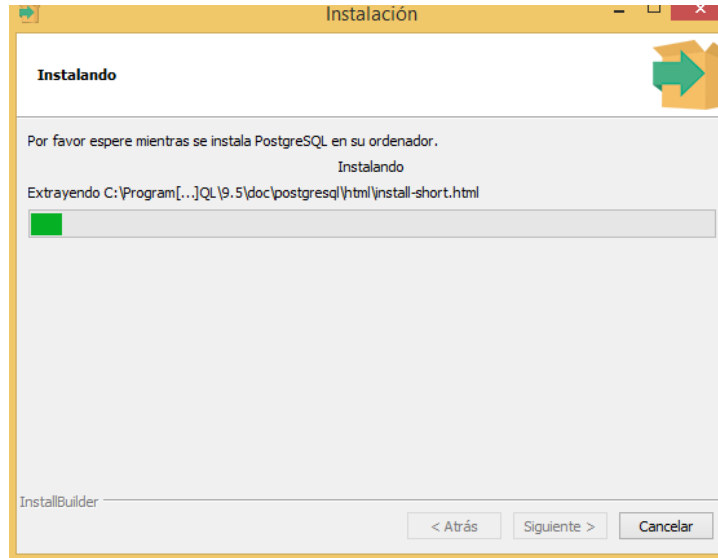 Instalación
Instalando
Por favor espere mientras se instala PostgreSQL en su ordenador.
Instalando
Extrayendo C:\Program[...]QL\9.5\doc\postgresql\html\install-short.html
InstallBuilder
< Atrás Siguiente > Cancelar